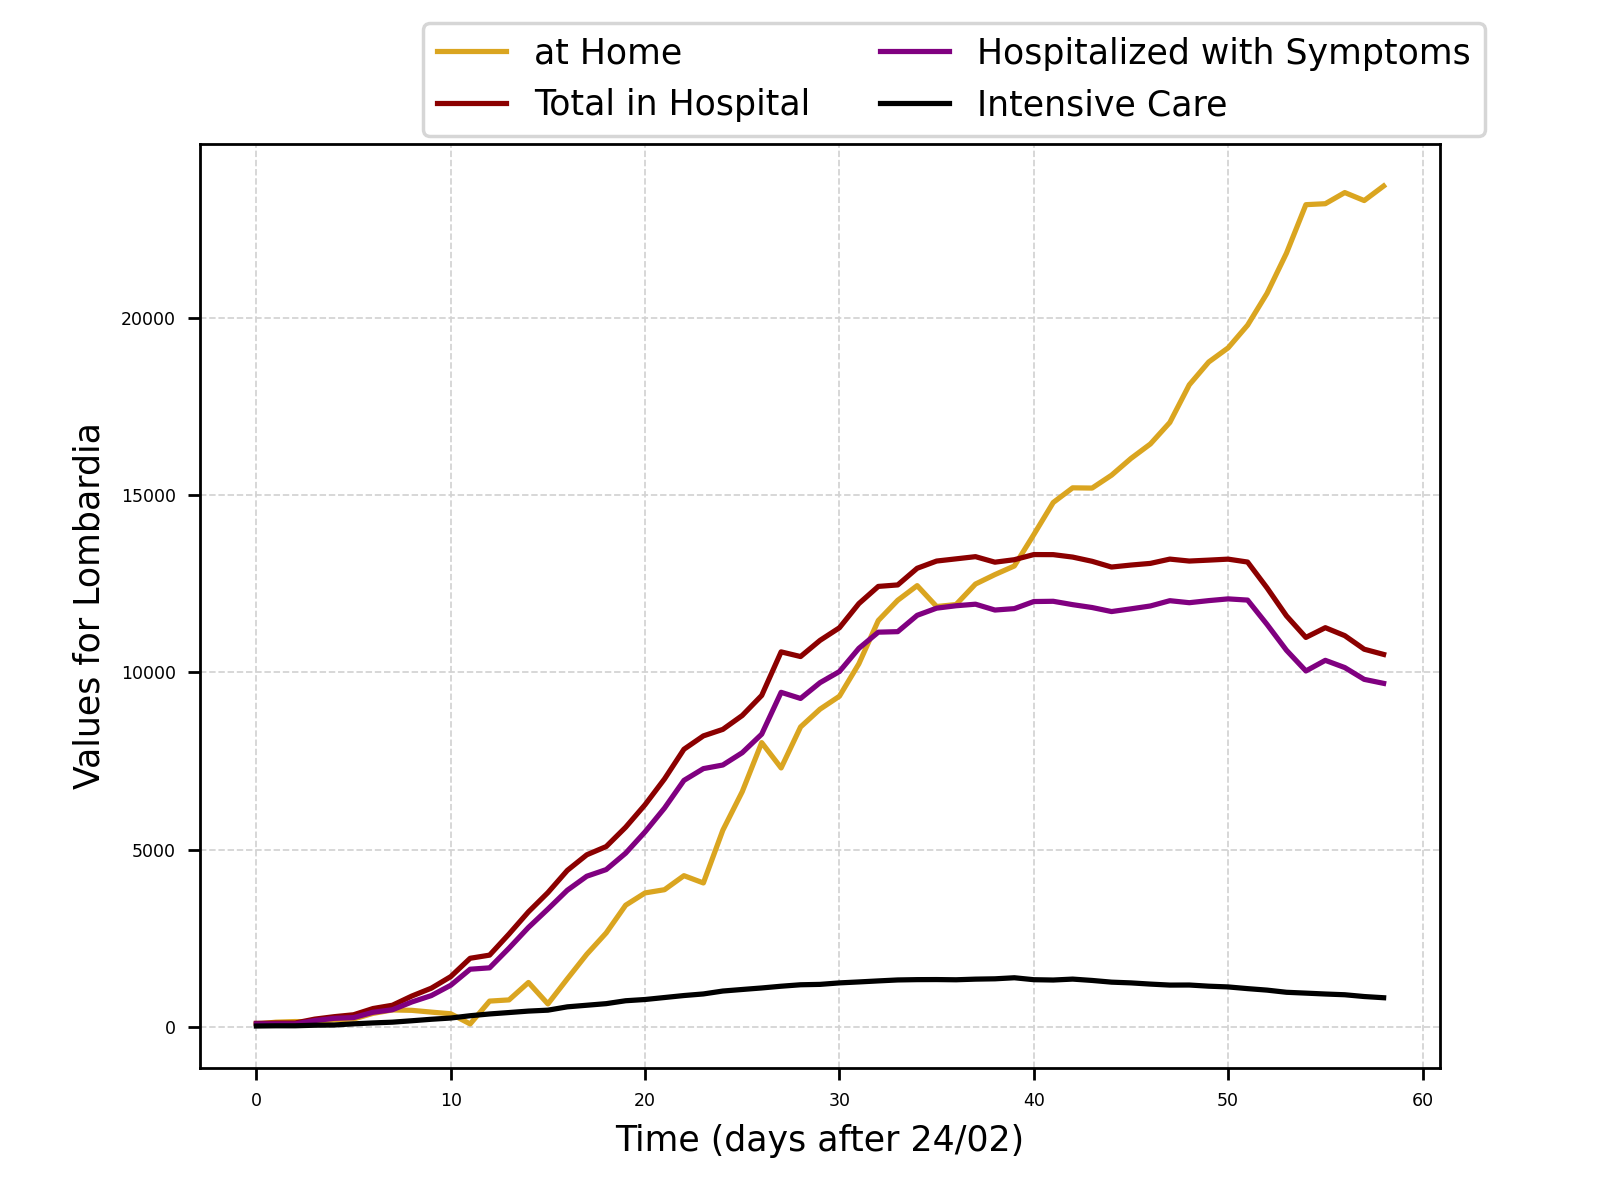 at Home
Total in Hospital
Hospitalized with Symptoms
Intensive Care
Values for Lombardia
20000
15000
10000
5000
0
0 10 20 30 40 50 60
Time (days after 24/02)